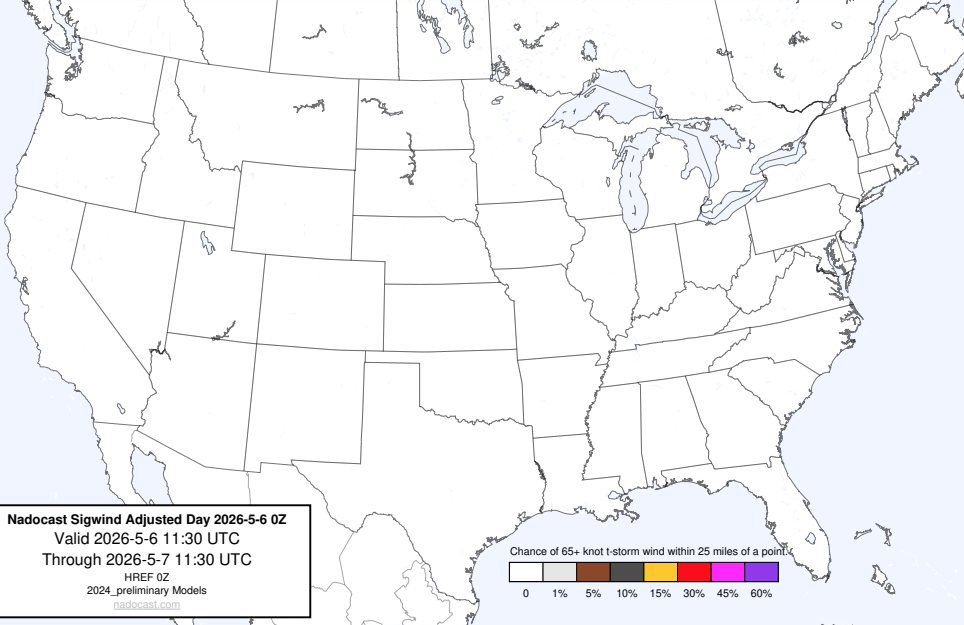 Nadocast Sigwind Adjusted Day 2026-5-6 0Z
Valid 2026-5-6 11:30 UTC
Through 2026-5-7 11:30 UTC
HREF 0Z
2024_preliminary Models
nadocast.com
Chance of 65+ knot t-storm wind within 25 miles of a point.
0 1% 5% 10% 15% 30% 45% 60%